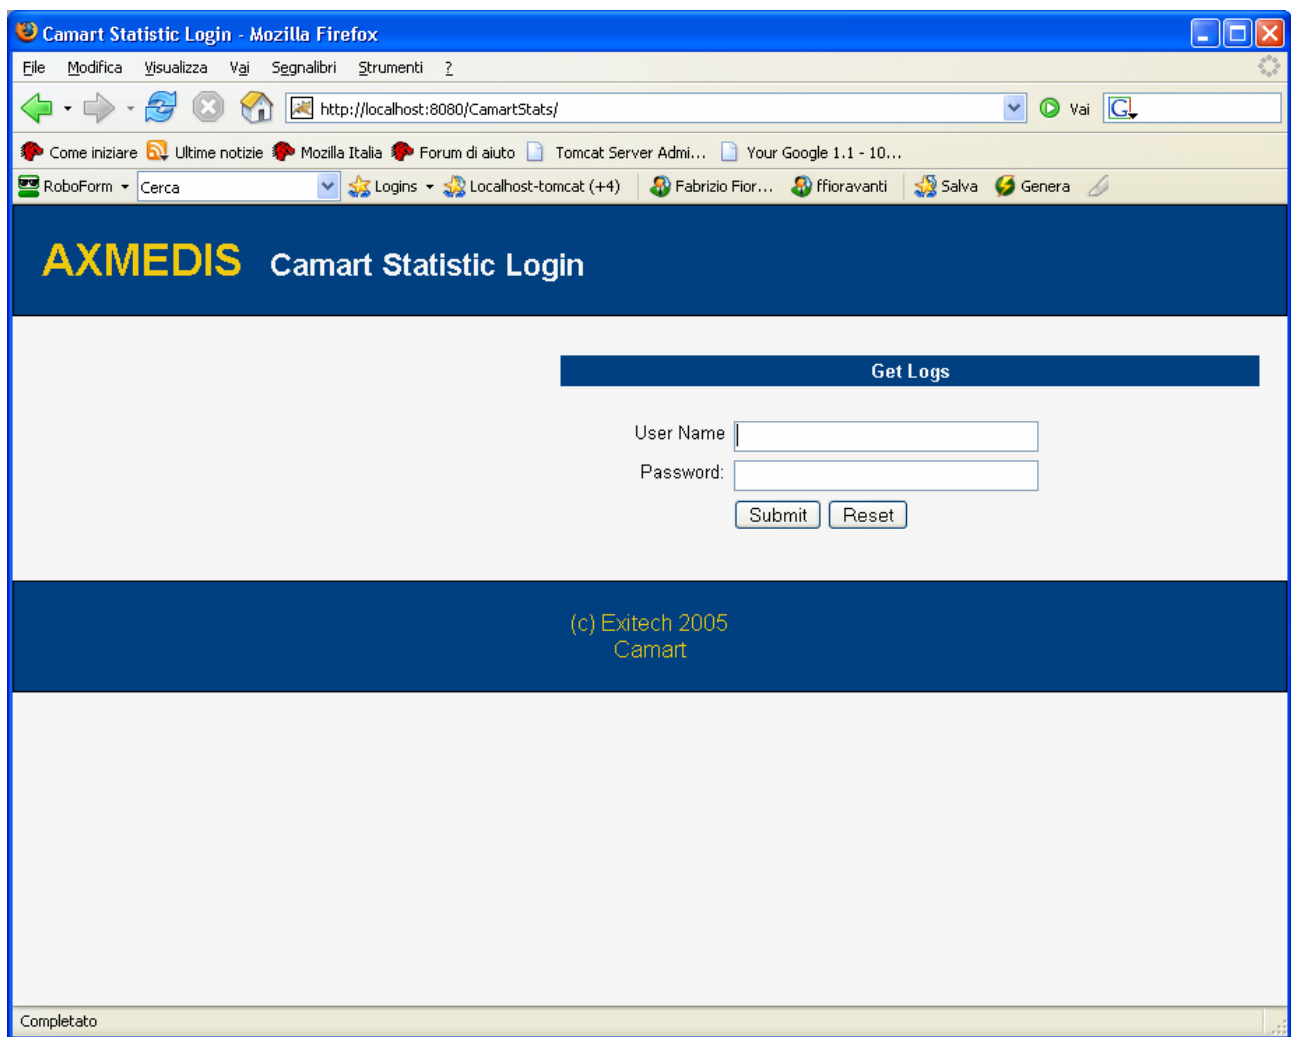 Camart Statistic Login - Mozilla Firefox
File Modifica Visualizza Vai Segnalibri Strumenti ?
http://localhost:8080/CamartStats/ Vai G
Come iniziare Ultime notizie Mozilla Italia Forum di aiuto Tomcat Server Admi... Your Google 1.1 - 10...
RoboForm Cerca Logins Localhost-tomcat (+4) Fabrizio Fior... ffioravanti Salva Genera
AXMEDIS Camart Statistic Login
Get Logs
User Name
Password:
Submit Reset
(c) Exitech 2005
Camart
Completato